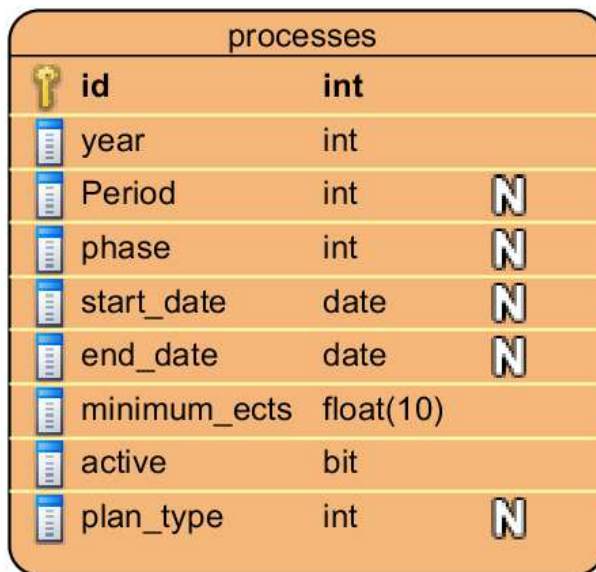 processes
id int
year int
Period int N
phase int N
start_date date N
end_date date N
minimum_ects float(10)
active bit
plan_type int N